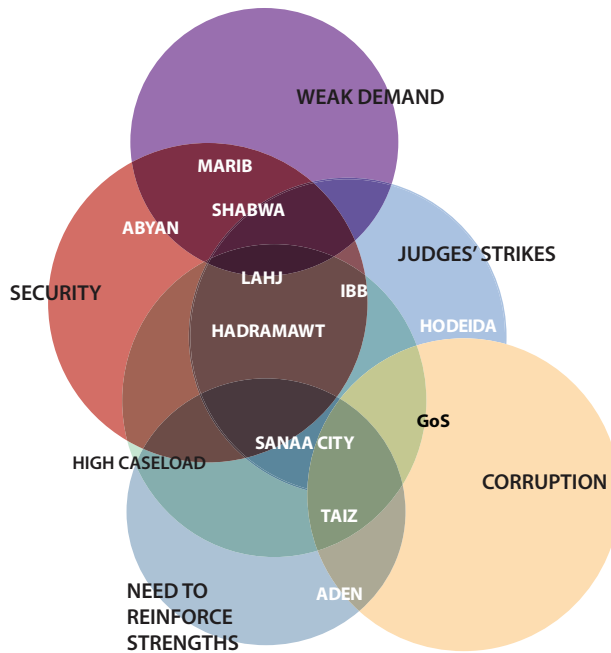 WEAK DEMAND
MARIB
SHABWA
ABYAN
JUDGES’ STRIKES
LAHJ
SECURITY
IBB
HADRAMAWT
HODEIDA
GoS
SANAA CITY
HIGH CASELOAD
CORRUPTION
TAIZ
NEED TO
REINFORCE
STRENGTHS
ADEN